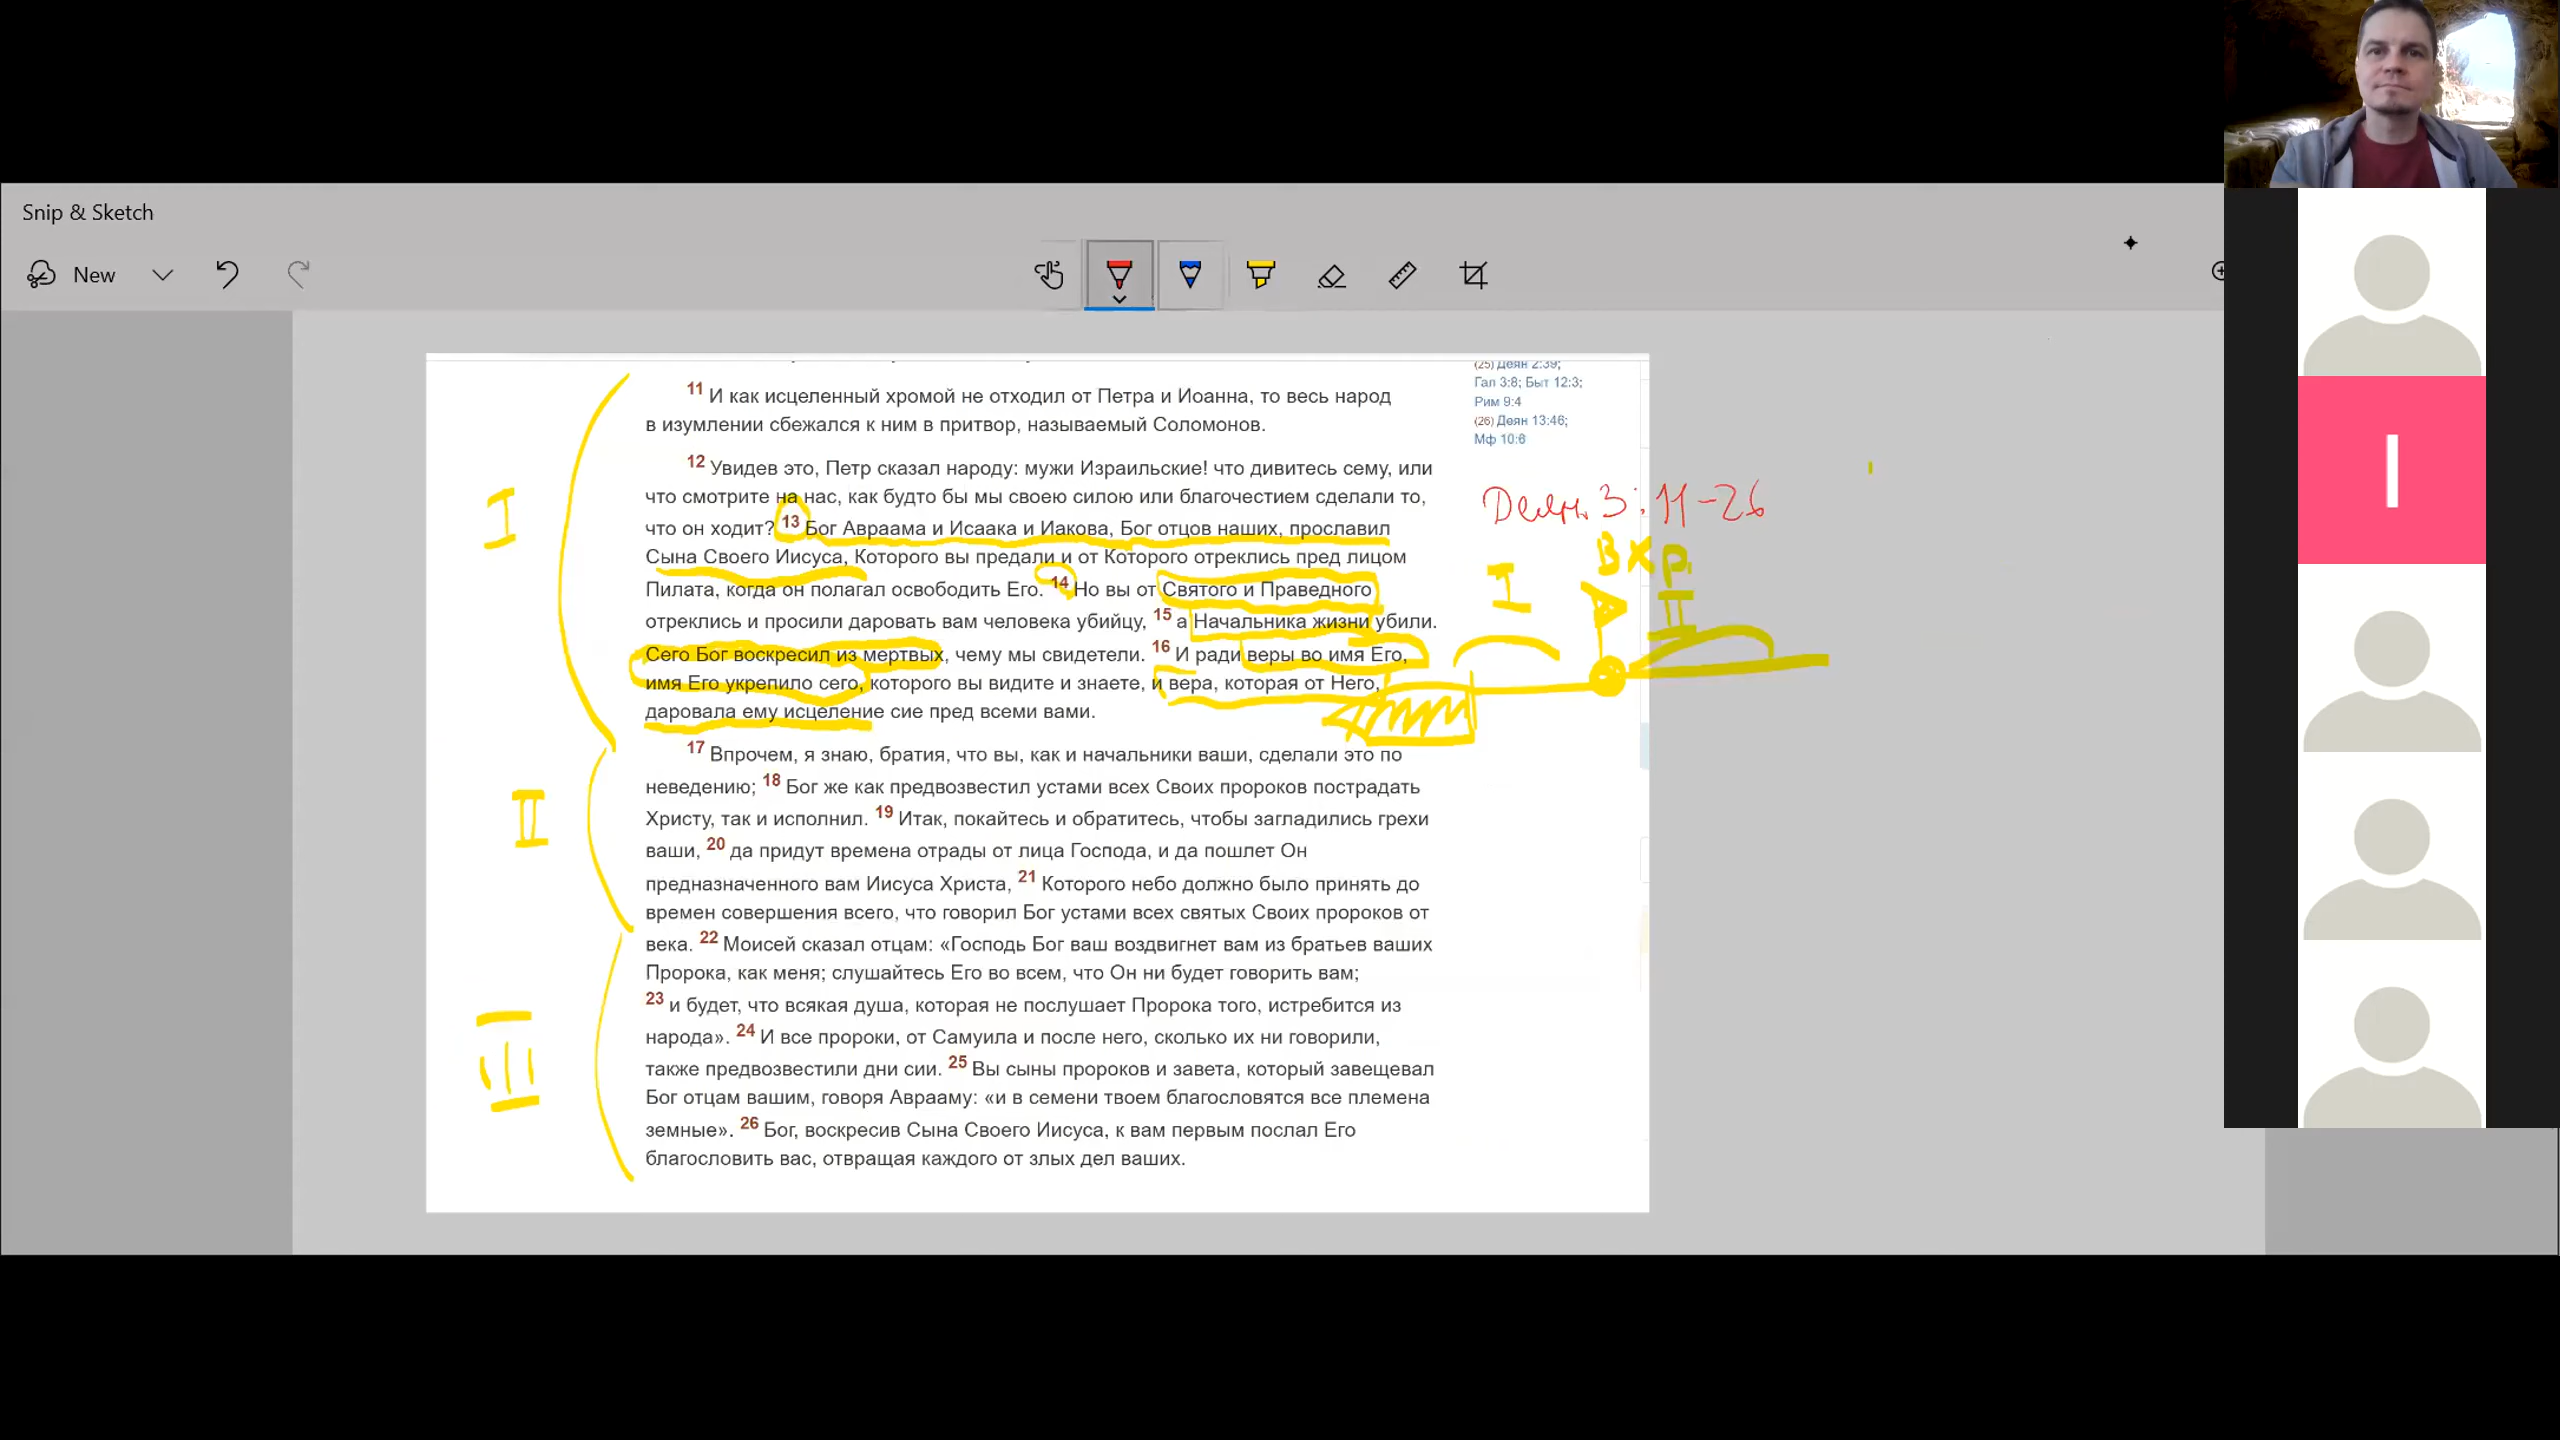 Snip & Sketch
New
(25) Деян 2:39;
Гал 3:8; Быт 12:3;
Рим 9:4
(26) Деян 13:46;
Мф 10:6
Деян. 3:11-26
В Х р.
I
II
I
II
III
11 И как исцеленный хромой не отходил от Петра и Иоанна, то весь народ
в изумлении сбежался к ним в притвор, называемый Соломонов.
12 Увидев это, Петр сказал народу: мужи Израильские! что дивитесь сему, или
что смотрите на нас, как будто бы мы своею силою или благочестием сделали то,
что он ходит? 13 Бог Авраама и Исаака и Иакова, Бог отцов наших, прославил
Сына Своего Иисуса, Которого вы предали и от Которого отреклись пред лицом
Пилата, когда он полагал освободить Его. 14 Но вы от Святого и Праведного
отреклись и просили даровать вам человека убийцу, 15 а Начальника жизни убили.
Сего Бог воскресил из мертвых, чему мы свидетели. 16 И ради веры во имя Его,
имя Его укрепило сего, которого вы видите и знаете, и вера, которая от Него,
даровала ему исцеление сие пред всеми вами.
17 Впрочем, я знаю, братия, что вы, как и начальники ваши, сделали это по
неведению; 18 Бог же как предвозвестил устами всех Своих пророков пострадать
Христу, так и исполнил. 19 Итак, покайтесь и обратитесь, чтобы загладились грехи
ваши, 20 да придут времена отрады от лица Господа, и да пошлет Он
предназначенного вам Иисуса Христа, 21 Которого небо должно было принять до
времен совершения всего, что говорил Бог устами всех святых Своих пророков от
века. 22 Моисей сказал отцам: «Господь Бог ваш воздвигнет вам из братьев ваших
Пророка, как меня; слушайтесь Его во всем, что Он ни будет говорить вам;
23 и будет, что всякая душа, которая не послушает Пророка того, истребится из
народа». 24 И все пророки, от Самуила и после него, сколько их ни говорили,
также предвозвестили дни сии. 25 Вы сыны пророков и завета, который завещевал
Бог отцам вашим, говоря Аврааму: «и в семени твоем благословятся все племена
земные». 26 Бог, воскресив Сына Своего Иисуса, к вам первым послал Его
благословить вас, отвращая каждого от злых дел ваших.
I